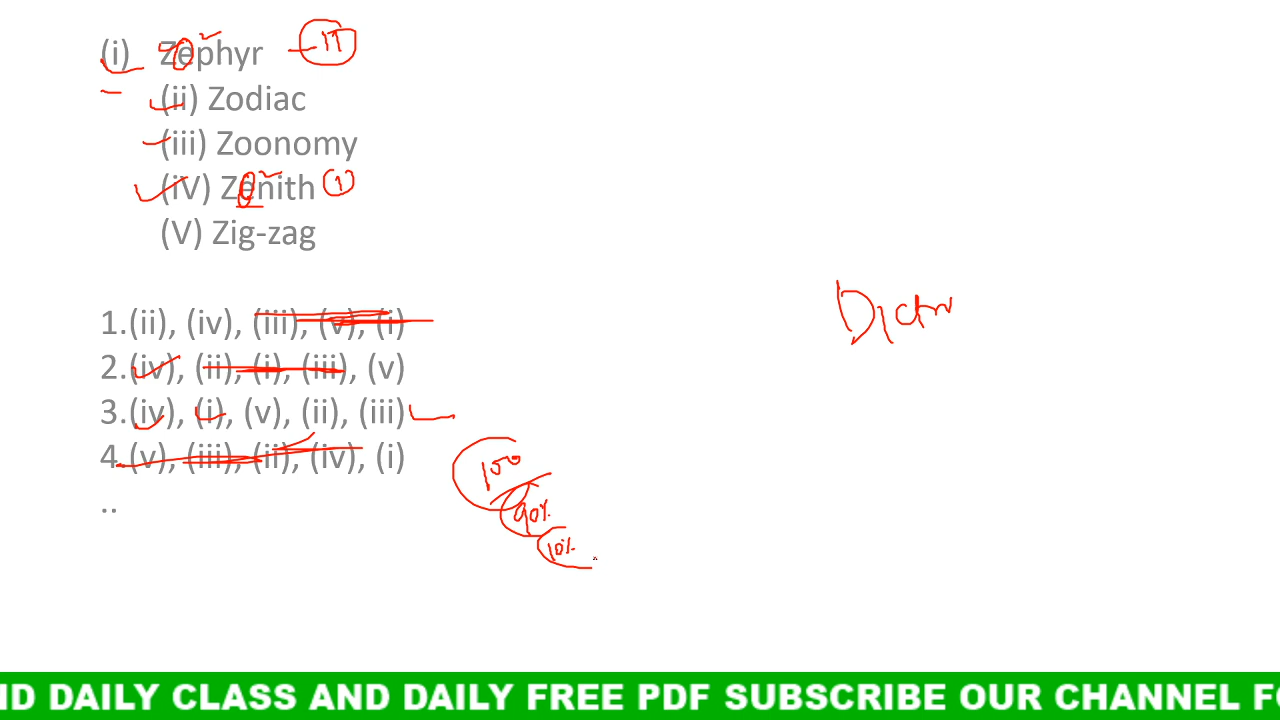 (i) Zephyr II
(ii) Zodiac
(iii) Zoonomy
(iV) Zenith 1
(V) Zig-zag
1.(ii), (iv), (iii), (v), (i)
2.(iv), (ii), (i), (iii), (v)
3.(iv), (i), (v), (ii), (iii)
4.(v), (iii), (ii), (iv), (i)
..
100
90%
10%
ND DAILY CLASS AND DAILY FREE PDF SUBSCRIBE OUR CHANNEL FO